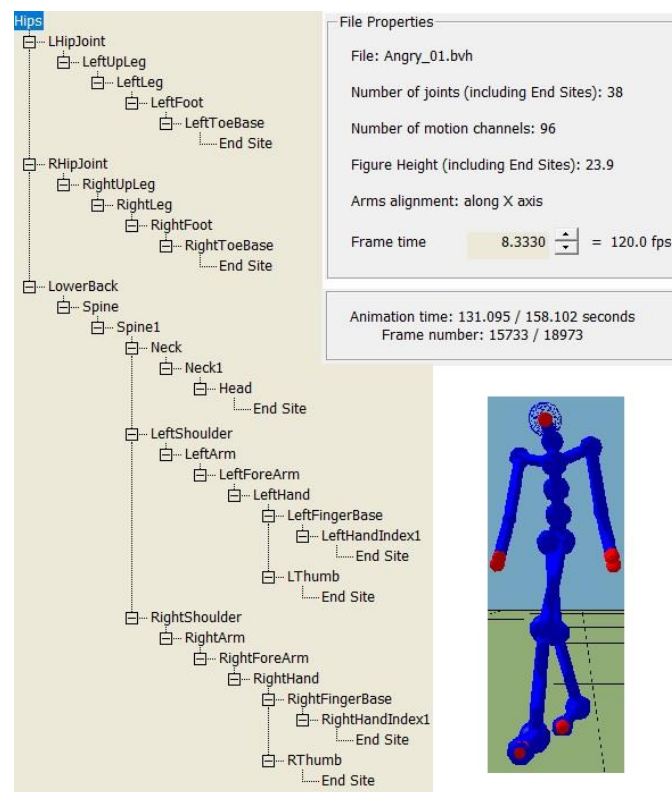 Hips
LHipJoint
LeftUpLeg
LeftLeg
LeftFoot
LeftToeBase
End Site
RHipJoint
RightUpLeg
RightLeg
RightFoot
RightToeBase
End Site
LowerBack
Spine
Spine1
Neck
Neck1
Head
End Site
LeftShoulder
LeftArm
LeftForeArm
LeftHand
LeftFingerBase
LeftHandIndex1
End Site
LThumb
End Site
RightShoulder
RightArm
RightForeArm
RightHand
RightFingerBase
RightHandIndex1
End Site
RThumb
End Site
File Properties
File: Angry_01.bvh
Number of joints (including End Sites): 38
Number of motion channels: 96
Figure Height (including End Sites): 23.9
Arms alignment: along X axis
Frame time 8.3330 = 120.0 fps
Animation time: 131.095 / 158.102 seconds
Frame number: 15733 / 18973